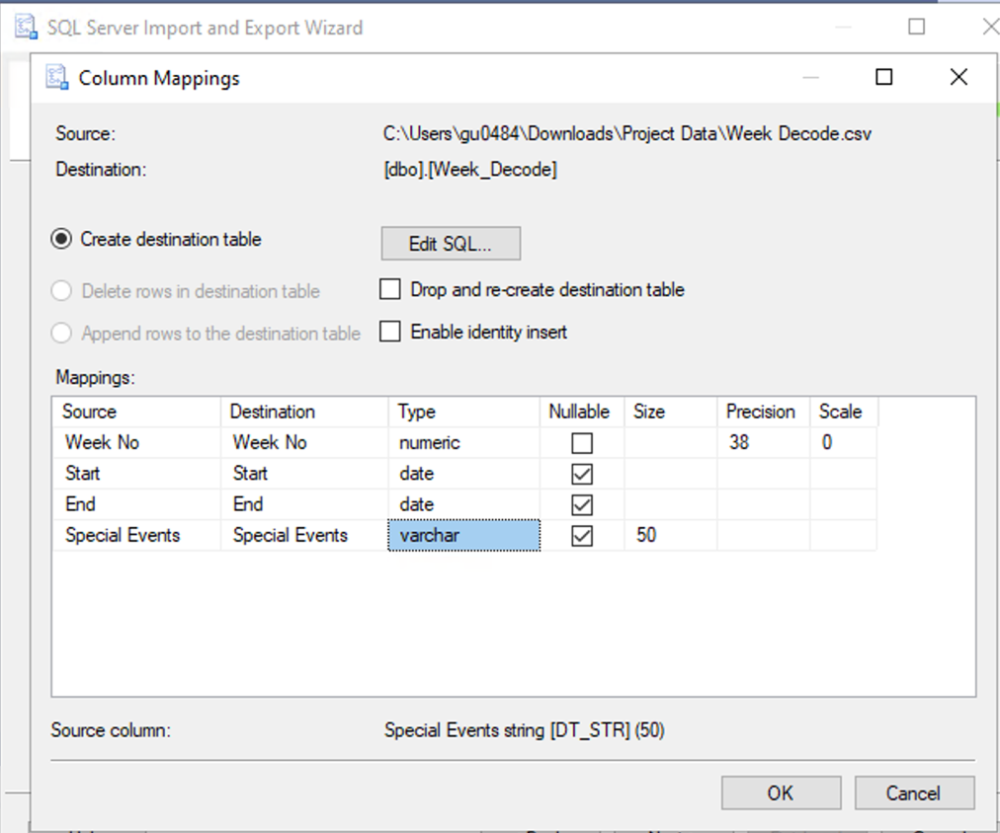 SQL Server Import and Export Wizard
Column Mappings
Source: C:\Users\gu0484\Downloads\Project Data\Week Decode.csv
Destination: [dbo].[Week_Decode]
Create destination table Edit SQL...
Delete rows in destination table Drop and re-create destination table
Append rows to the destination table Enable identity insert
Mappings:
Source Destination Type Nullable Size Precision Scale
Week No Week No numeric 38 0
Start Start date
End End date
Special Events Special Events varchar 50
Source column: Special Events string [DT_STR] (50)
OK Cancel